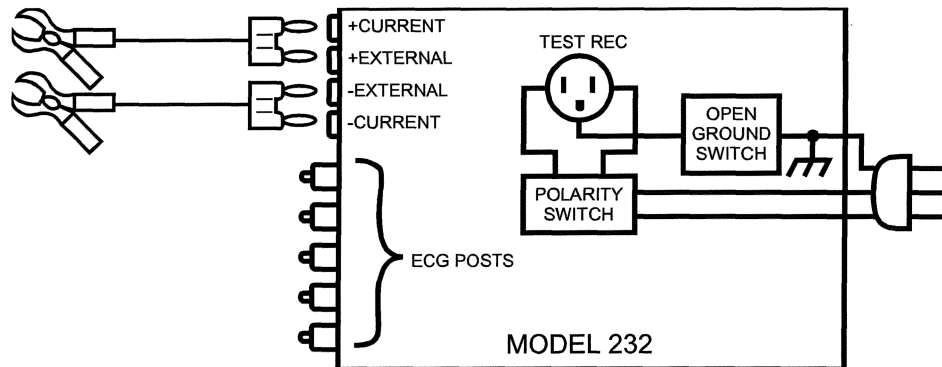 +CURRENT
+EXTERNAL
-EXTERNAL
-CURRENT
TEST REC
OPEN
GROUND
SWITCH
POLARITY
SWITCH
ECG POSTS
MODEL 232